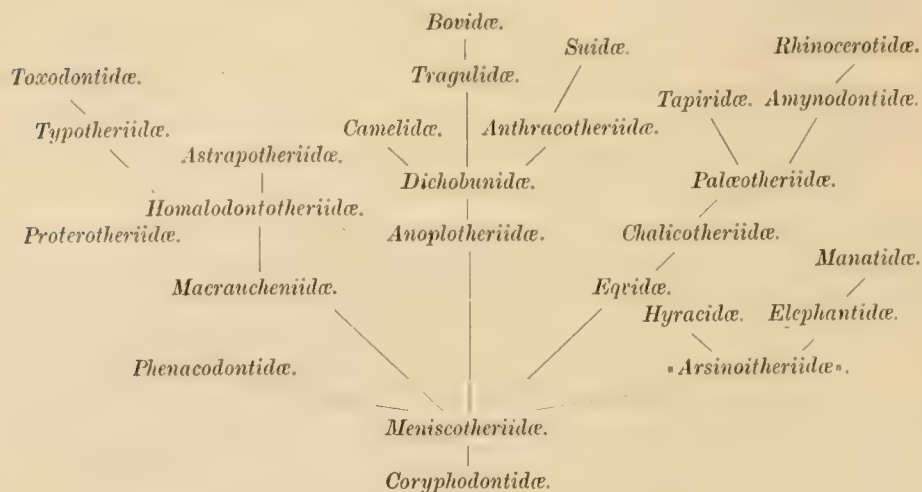 Bovidæ.
Suidæ.
Rhinocerotidæ.
Toxodontidæ.
Tragulidæ.
Tapiridæ. Amynodontidæ.
Typotheriidæ.
Camelidæ. Anthracotheriidæ.
Astrapotheriidæ.
Dichobunidæ.
Palæotheriidæ.
Homalodontotheriidæ.
Proterotheriidæ.
Anoplotheriidæ.
Chalicotheriidæ.
Manatidæ.
Macraucheniidæ.
Eqvidæ.
Hyracidæ. Elephantidæ.
Phenacodontidæ.
"Arsinoitheriidæ".
Meniscotheriidæ.
Coryphodontidæ.